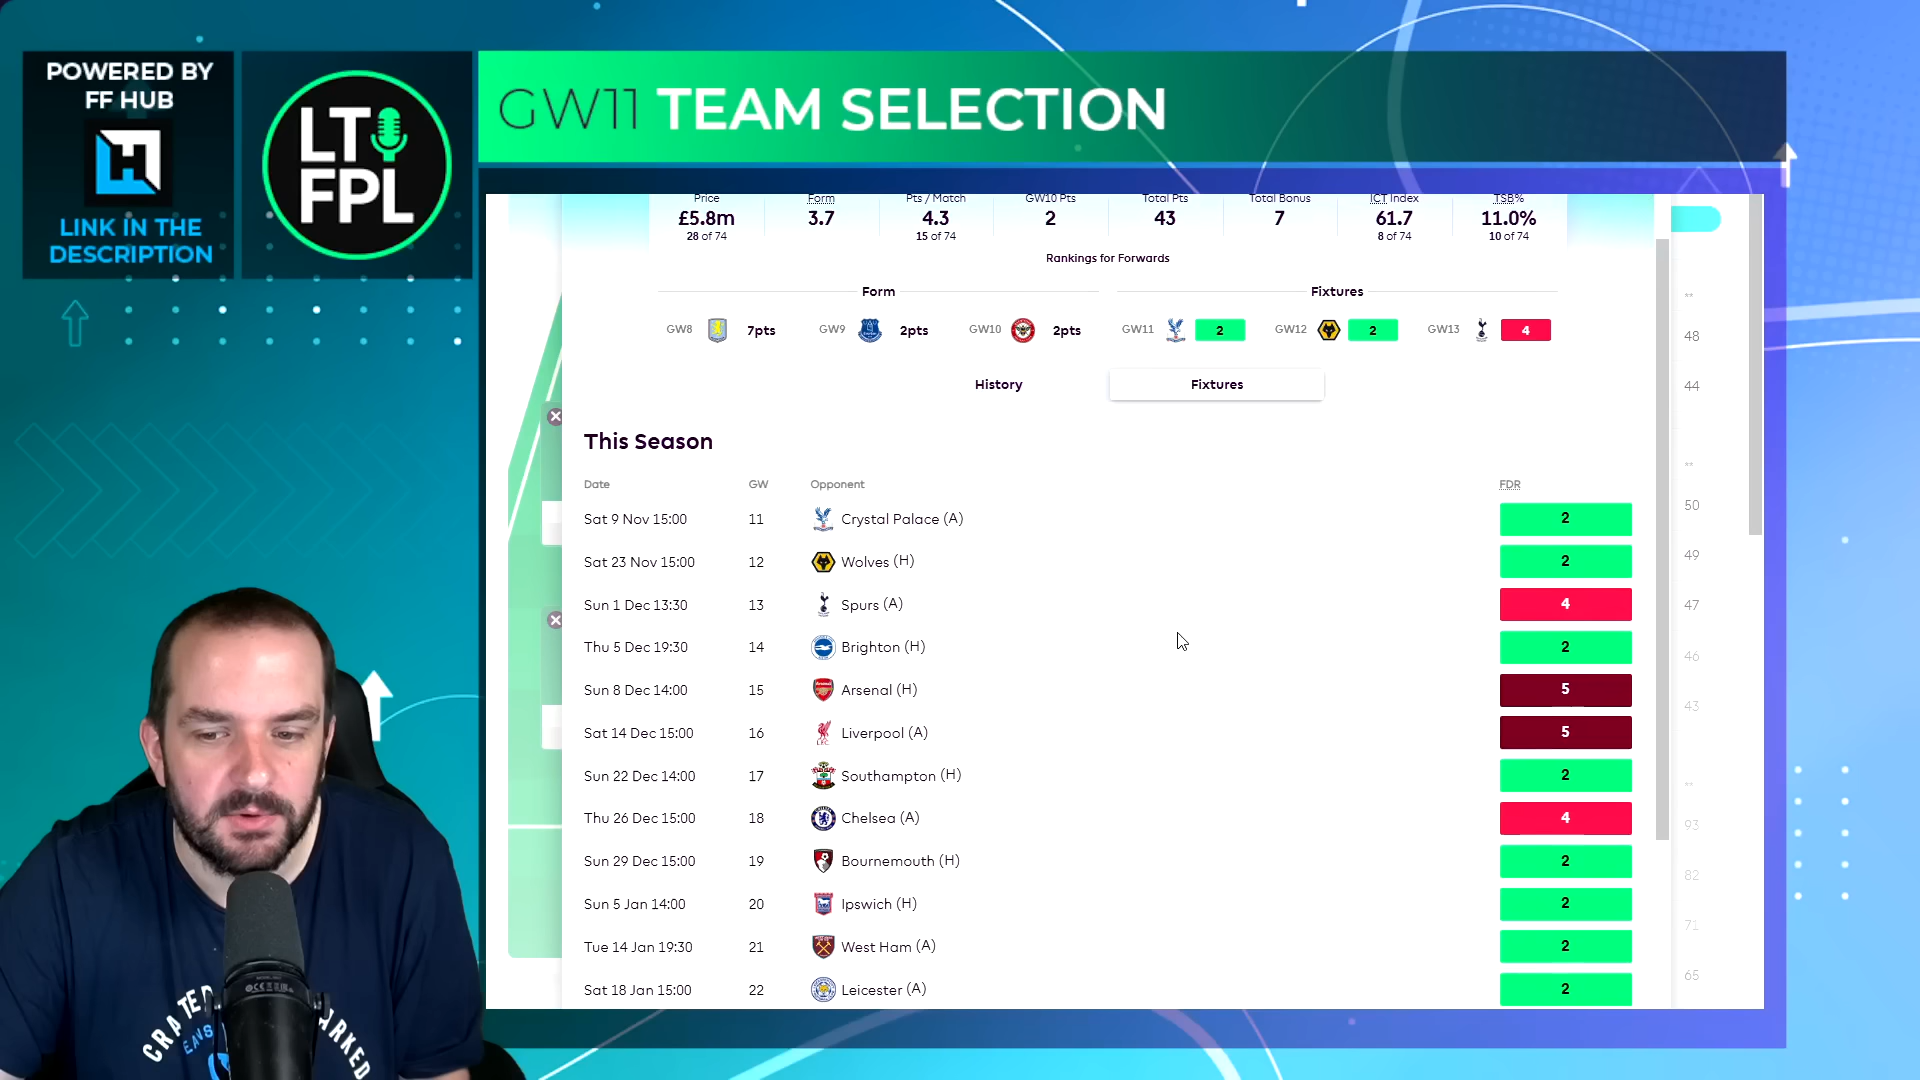 POWERED BY
FF HUB
LINK IN THE
DESCRIPTION
LT
FPL
GW11 TEAM SELECTION
Price Form Pts / Match GW10 Pts Total Pts Total Bonus ICT Index TSB%
£5.8m 3.7 4.3 2 43 7 61.7 11.0%
28 of 74 15 of 74 8 of 74 10 of 74
Rankings for Forwards
Form Fixtures
GW8 7pts GW9 2pts GW10 2pts GW11 2 GW12 2 GW13 4
History Fixtures
This Season
Date GW Opponent FDR
Sat 9 Nov 15:00 11 Crystal Palace (A) 2
Sat 23 Nov 15:00 12 Wolves (H) 2
Sun 1 Dec 13:30 13 Spurs (A) 4
Thu 5 Dec 19:30 14 Brighton (H) 2
Sun 8 Dec 14:00 15 Arsenal (H) 5
Sat 14 Dec 15:00 16 Liverpool (A) 5
Sun 22 Dec 14:00 17 Southampton (H) 2
Thu 26 Dec 15:00 18 Chelsea (A) 4
Sun 29 Dec 15:00 19 Bournemouth (H) 2
Sun 5 Jan 14:00 20 Ipswich (H) 2
Tue 14 Jan 19:30 21 West Ham (A) 2
Sat 18 Jan 15:00 22 Leicester (A) 2
**
48
44
**
50
49
47
46
43
**
93
82
71
65